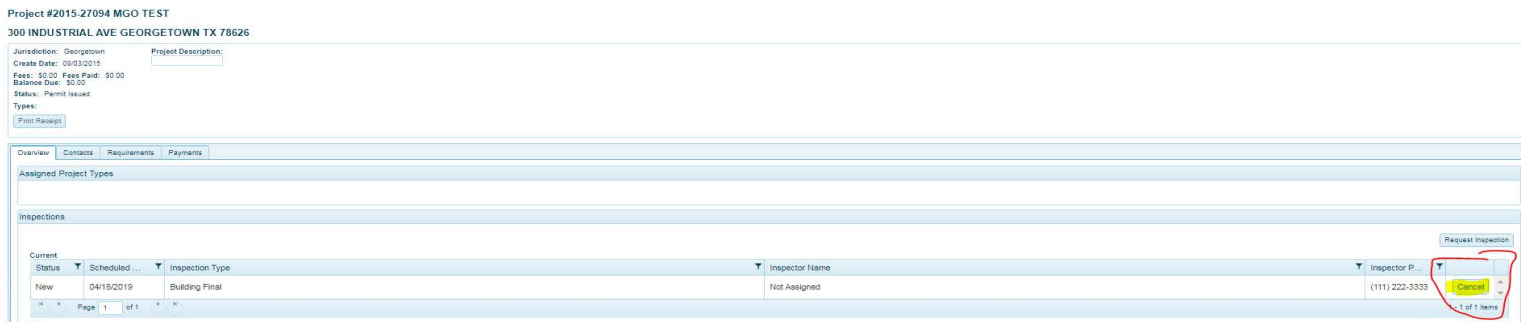 Project #2015-27094 MGO TEST
300 INDUSTRIAL AVE GEORGETOWN TX 78626
Jurisdiction: Georgetown Project Description:
Create Date: 09/03/2015
Fees: $0.00 Fees Paid: $0.00
Balance Due: $0.00
Status: Permit Issued
Types:
Print Receipt
Overview Contacts Requirements Payments
Assigned Project Types
Inspections
Request Inspection
Current
Status Scheduled ... Inspection Type Inspector Name Inspector P...
New 04/18/2019 Building Final Not Assigned (111) 222-3333 Cancel
Page 1 of 1 1 - 1 of 1 items